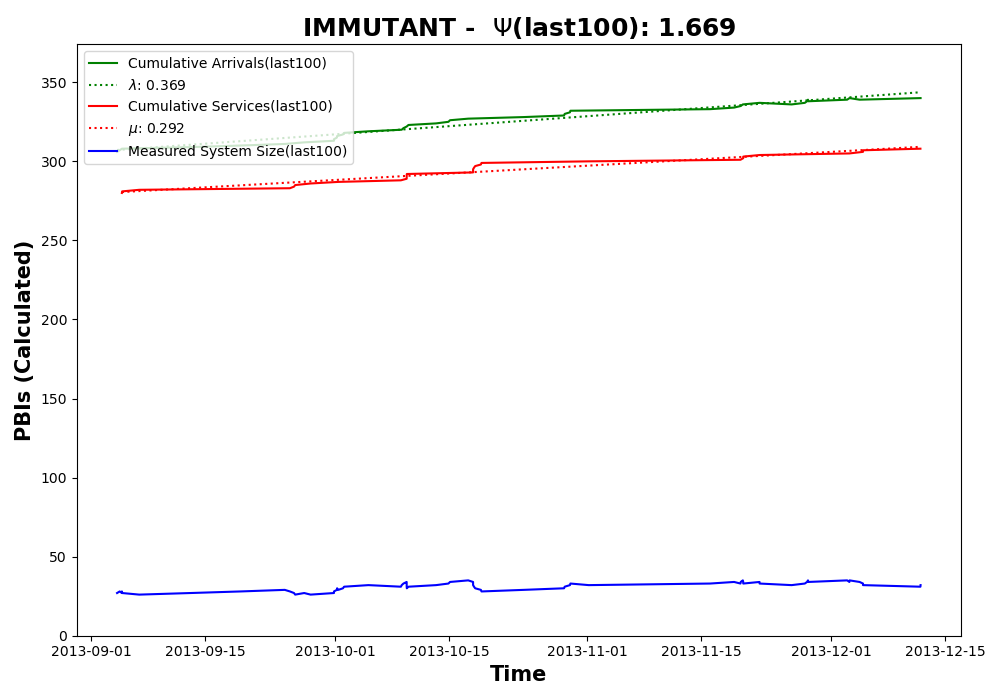 IMMUTANT - Ψ(last100): 1.669
Cumulative Arrivals(last100)
λ: 0.369
Cumulative Services(last100)
μ: 0.292
Measured System Size(last100)
PBIs (Calculated)
350
300
250
200
150
100
50
0
2013-09-01 2013-09-15 2013-10-01 2013-10-15 2013-11-01 2013-11-15 2013-12-01 2013-12-15
Time